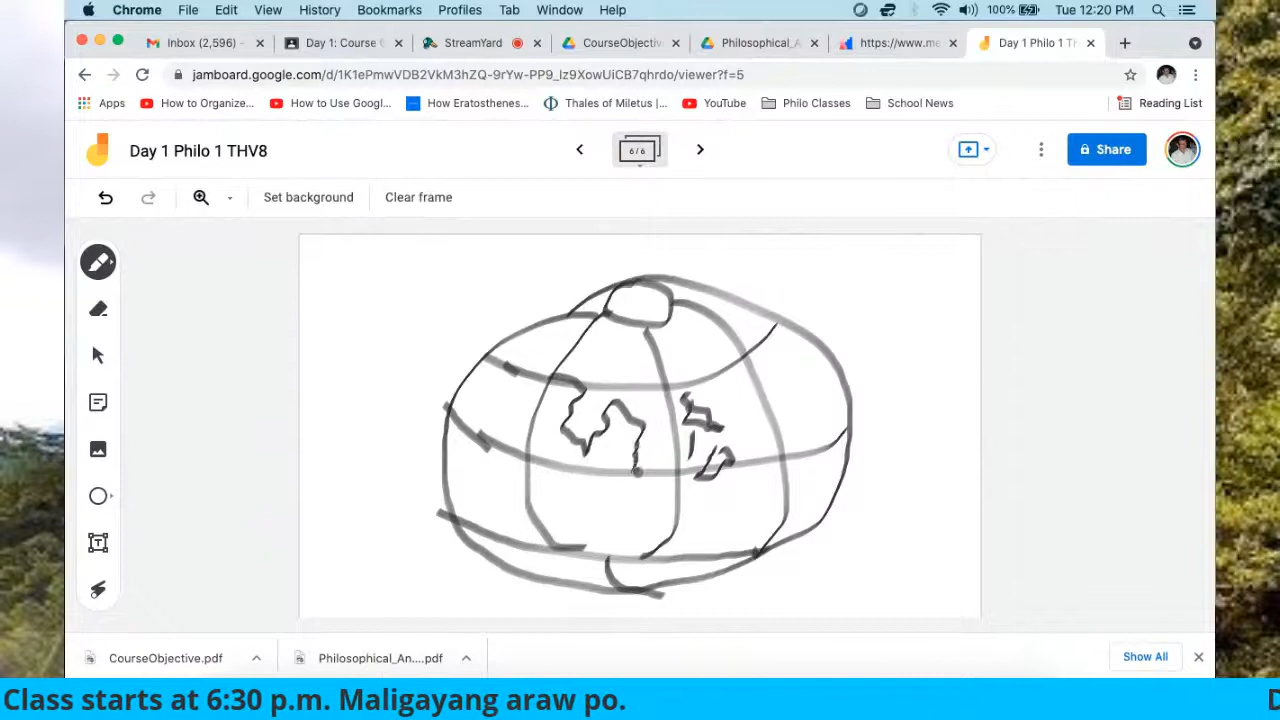 Chrome File Edit View History Bookmarks Profiles Tab Window Help 100% Tue 12:20 PM
Inbox (2,596) - Day 1: Course StreamYard CourseObjective Philosophical_A https://www.me Day 1 Philo 1 TH
jamboard.google.com/d/1K1ePmwVDB2VkM3hZQ-9rYw-PP9_Iz9XowUiCB7qhrdo/viewer?f=5
Apps How to Organize... How to Use Googl... How Eratosthenes... Thales of Miletus |... YouTube Philo Classes School News Reading List
Day 1 Philo 1 THV8 6/6 Share
Set background Clear frame
CourseObjective.pdf Philosophical_An....pdf Show All
Class starts at 6:30 p.m. Maligayang araw po. D